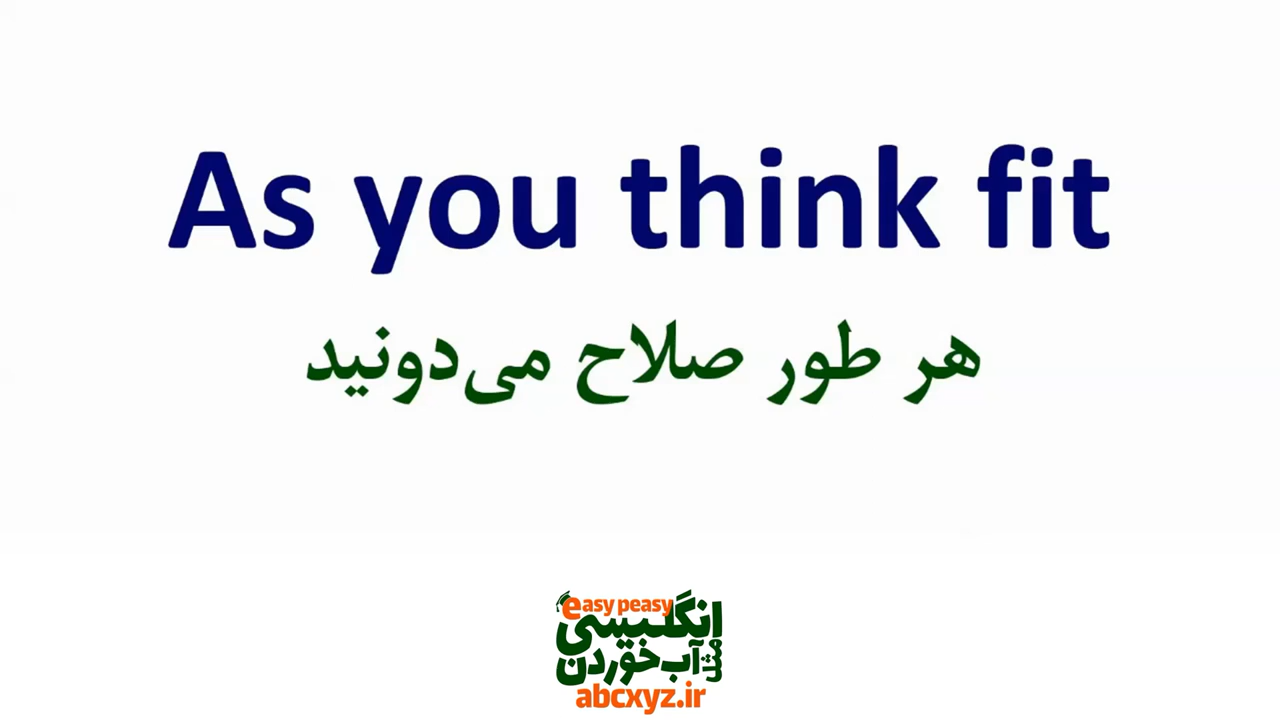 As you think fit
هر طور صلاح می‌دونید
easy peasy
انگلیسی
مثل آب خوردن
abcxyz.ir